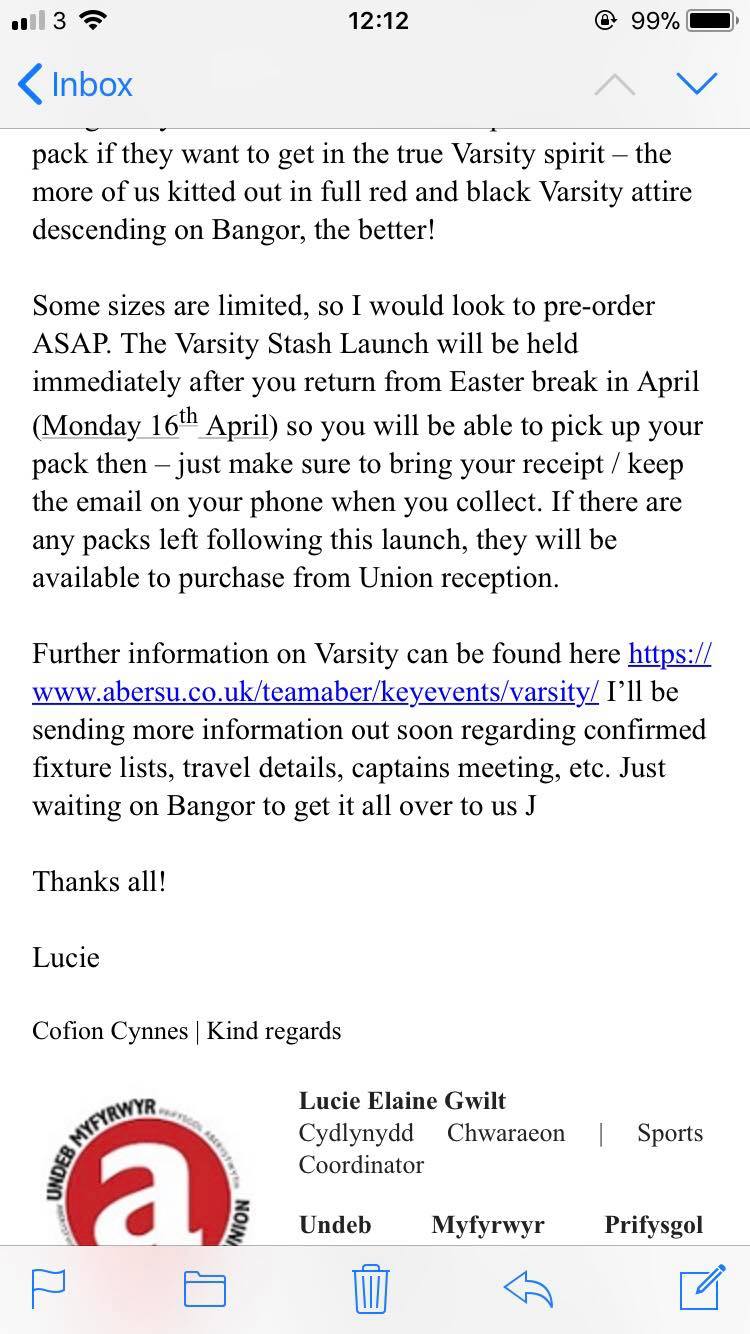 3 12:12 99%
Inbox
pack if they want to get in the true Varsity spirit – the
more of us kitted out in full red and black Varsity attire
descending on Bangor, the better!
Some sizes are limited, so I would look to pre-order
ASAP. The Varsity Stash Launch will be held
immediately after you return from Easter break in April
(Monday 16th April) so you will be able to pick up your
pack then – just make sure to bring your receipt / keep
the email on your phone when you collect. If there are
any packs left following this launch, they will be
available to purchase from Union reception.
Further information on Varsity can be found here https://
www.abersu.co.uk/teamaber/keyevents/varsity/ I’ll be
sending more information out soon regarding confirmed
fixture lists, travel details, captains meeting, etc. Just
waiting on Bangor to get it all over to us J
Thanks all!
Lucie
Cofion Cynnes | Kind regards
UNDEB MYFYRWYR
a
Lucie Elaine Gwilt
Cydlynydd Chwaraeon | Sports
Coordinator
Undeb Myfyrwyr Prifysgol